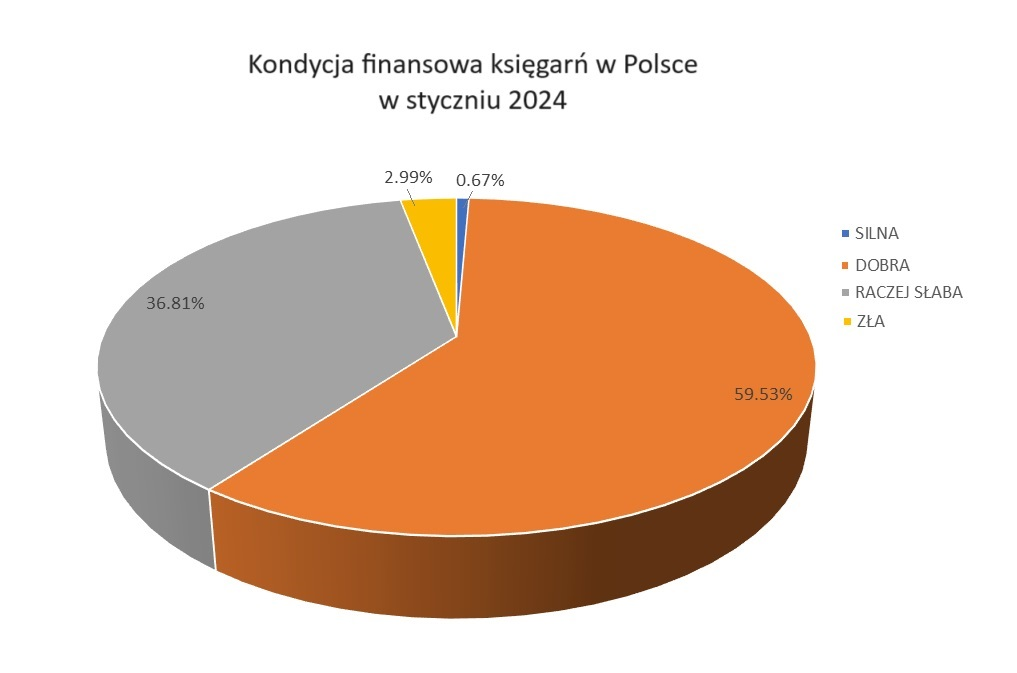 Kondycja finansowa księgarń w Polsce
w styczniu 2024
2.99%
0.67%
SILNA
DOBRA
RACZEJ SŁABA
ZŁA
36.81%
59.53%